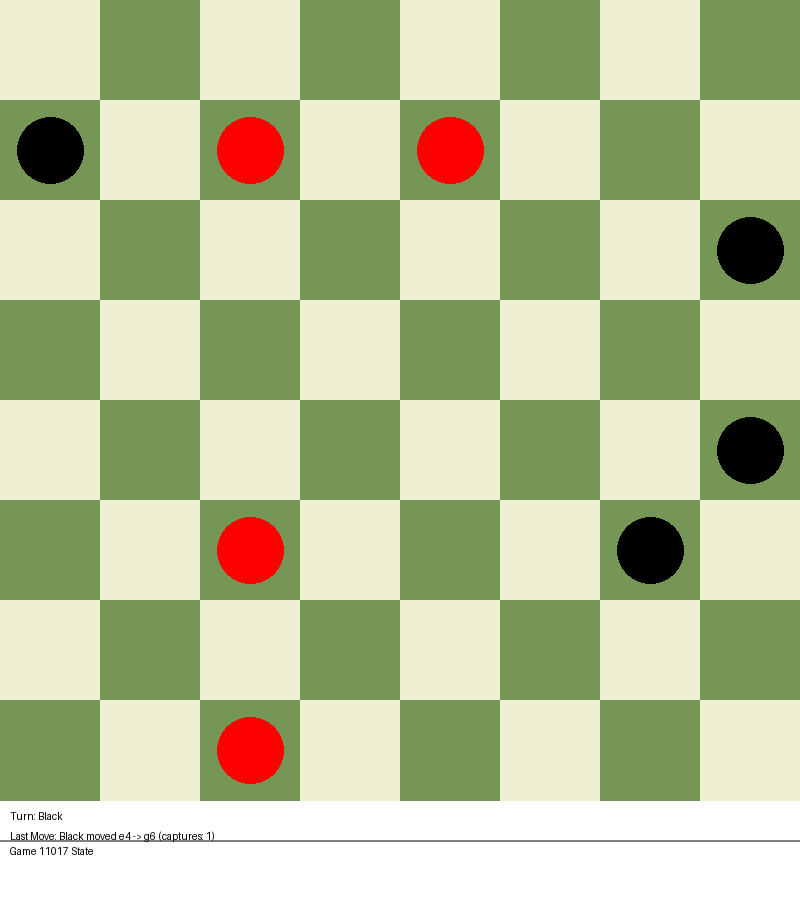 Turn: Black
Last Move: Black moved e4 -> g6 (captures: 1)
Game 11017 State